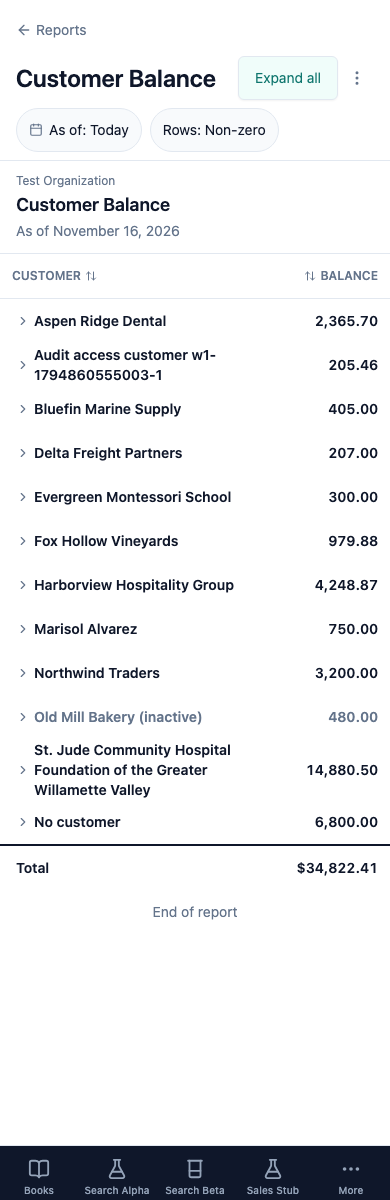 Reports
Customer Balance
Expand all
As of: Today
Rows: Non-zero
Test Organization
Customer Balance
As of November 16, 2026
CUSTOMER BALANCE
Aspen Ridge Dental 2,365.70
Audit access customer w1-
1794860555003-1 205.46
Bluefin Marine Supply 405.00
Delta Freight Partners 207.00
Evergreen Montessori School 300.00
Fox Hollow Vineyards 979.88
Harborview Hospitality Group 4,248.87
Marisol Alvarez 750.00
Northwind Traders 3,200.00
Old Mill Bakery (inactive) 480.00
St. Jude Community Hospital
Foundation of the Greater 14,880.50
Willamette Valley
No customer 6,800.00
Total $34,822.41
End of report
Books Search Alpha Search Beta Sales Stub More